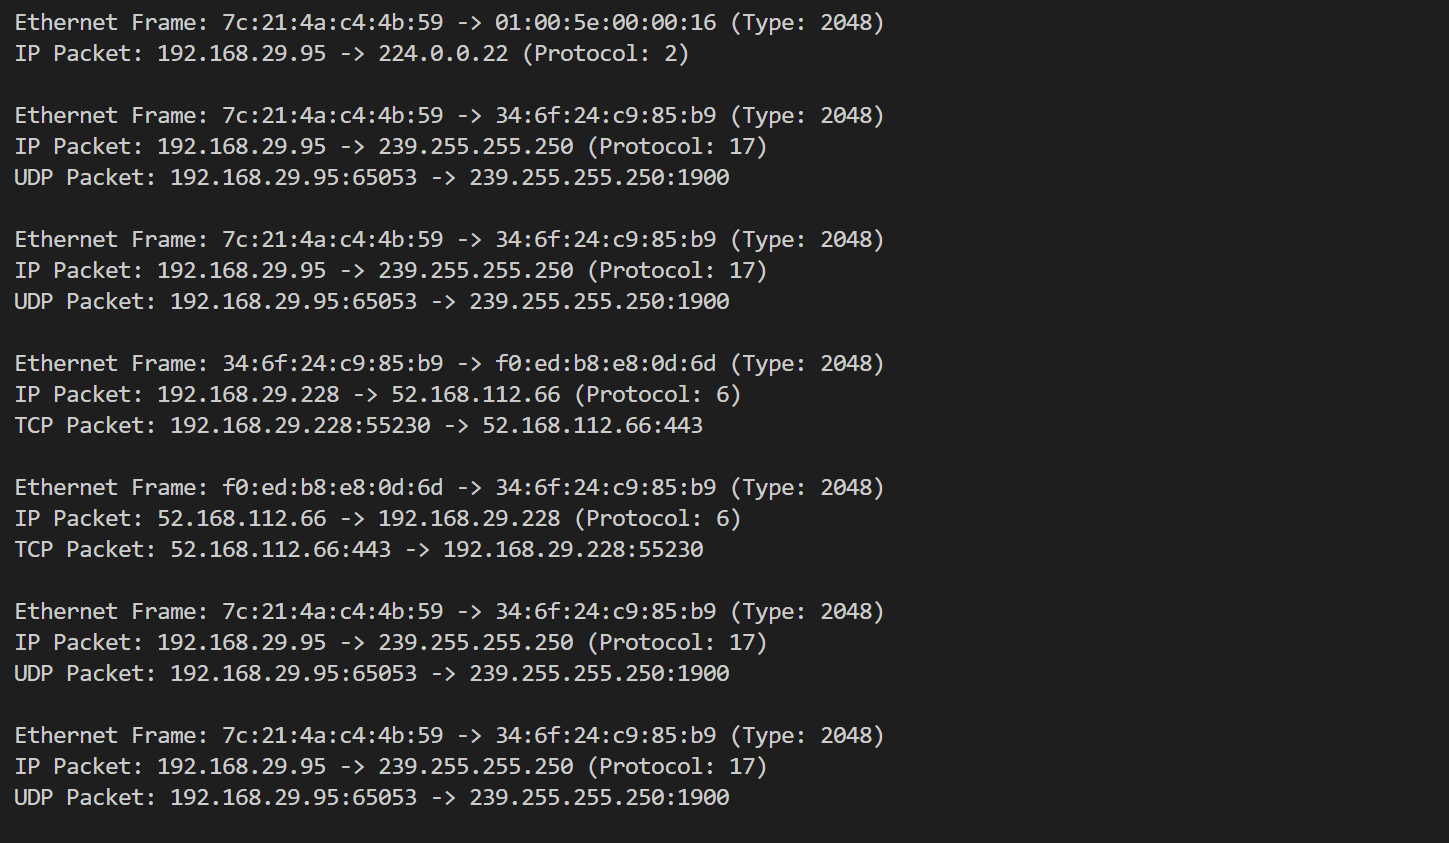 Ethernet Frame: 7c:21:4a:c4:4b:59 -> 01:00:5e:00:00:16 (Type: 2048)
IP Packet: 192.168.29.95 -> 224.0.0.22 (Protocol: 2)
Ethernet Frame: 7c:21:4a:c4:4b:59 -> 34:6f:24:c9:85:b9 (Type: 2048)
IP Packet: 192.168.29.95 -> 239.255.255.250 (Protocol: 17)
UDP Packet: 192.168.29.95:65053 -> 239.255.255.250:1900
Ethernet Frame: 7c:21:4a:c4:4b:59 -> 34:6f:24:c9:85:b9 (Type: 2048)
IP Packet: 192.168.29.95 -> 239.255.255.250 (Protocol: 17)
UDP Packet: 192.168.29.95:65053 -> 239.255.255.250:1900
Ethernet Frame: 34:6f:24:c9:85:b9 -> f0:ed:b8:e8:0d:6d (Type: 2048)
IP Packet: 192.168.29.228 -> 52.168.112.66 (Protocol: 6)
TCP Packet: 192.168.29.228:55230 -> 52.168.112.66:443
Ethernet Frame: f0:ed:b8:e8:0d:6d -> 34:6f:24:c9:85:b9 (Type: 2048)
IP Packet: 52.168.112.66 -> 192.168.29.228 (Protocol: 6)
TCP Packet: 52.168.112.66:443 -> 192.168.29.228:55230
Ethernet Frame: 7c:21:4a:c4:4b:59 -> 34:6f:24:c9:85:b9 (Type: 2048)
IP Packet: 192.168.29.95 -> 239.255.255.250 (Protocol: 17)
UDP Packet: 192.168.29.95:65053 -> 239.255.255.250:1900
Ethernet Frame: 7c:21:4a:c4:4b:59 -> 34:6f:24:c9:85:b9 (Type: 2048)
IP Packet: 192.168.29.95 -> 239.255.255.250 (Protocol: 17)
UDP Packet: 192.168.29.95:65053 -> 239.255.255.250:1900